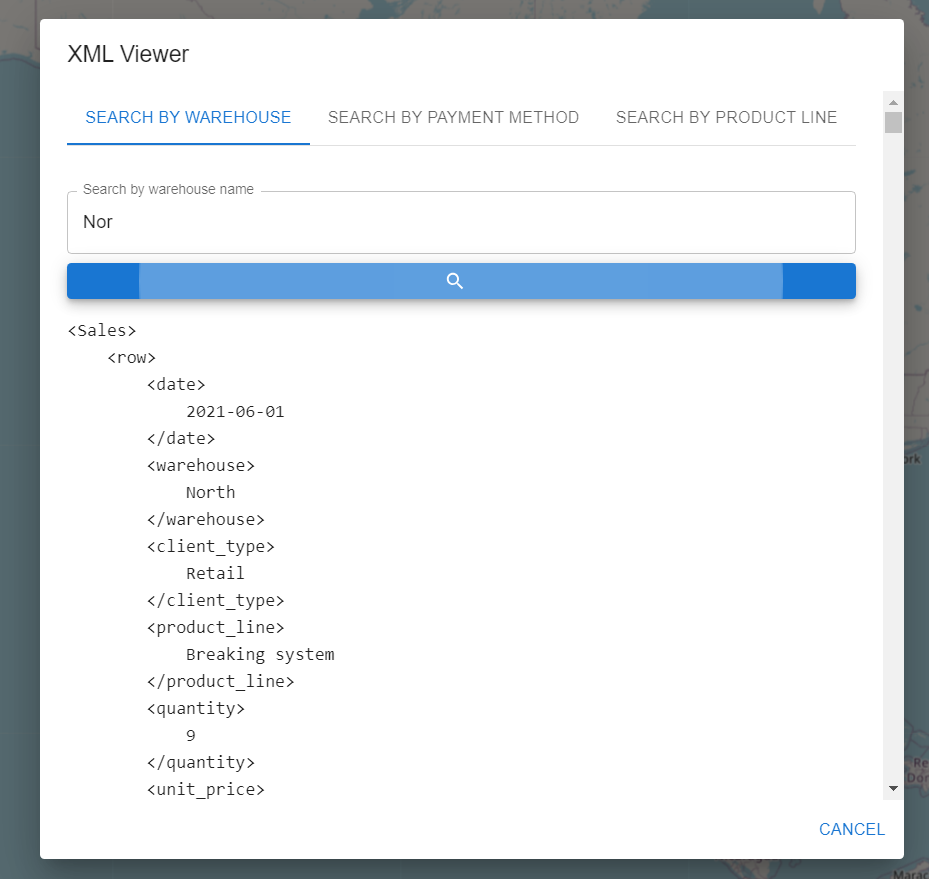 XML Viewer
SEARCH BY WAREHOUSE SEARCH BY PAYMENT METHOD SEARCH BY PRODUCT LINE
Search by warehouse name
Nor
<Sales>
<row>
<date>
2021-06-01
</date>
<warehouse>
North
</warehouse>
<client_type>
Retail
</client_type>
<product_line>
Breaking system
</product_line>
<quantity>
9
</quantity>
<unit_price>
CANCEL